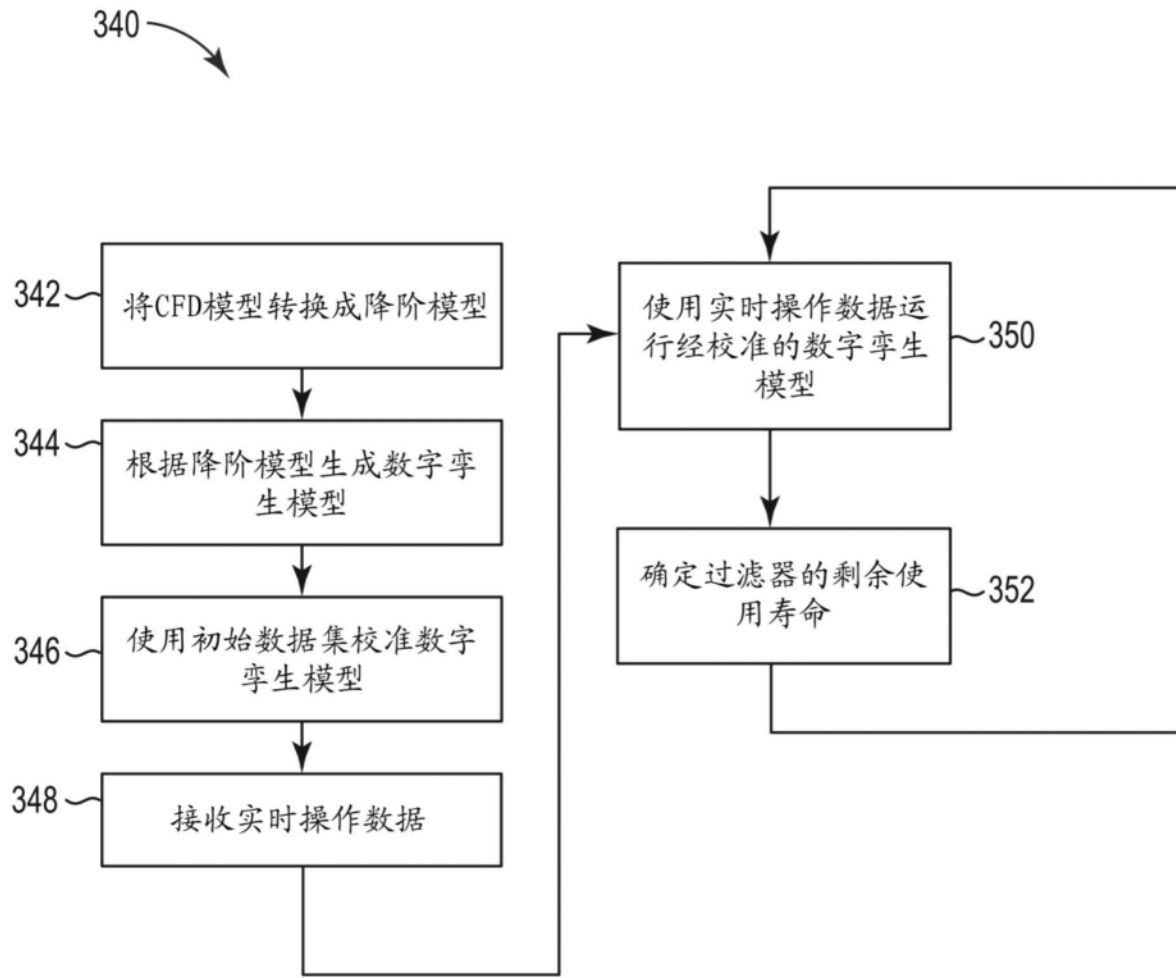 340
342
将CFD模型转换成降阶模型
344
根据降阶模型生成数字孪
生模型
346
使用初始数据集校准数字
孪生模型
348
接收实时操作数据
使用实时操作数据运
行经校准的数字孪生
模型
350
确定过滤器的剩余使
用寿命
352